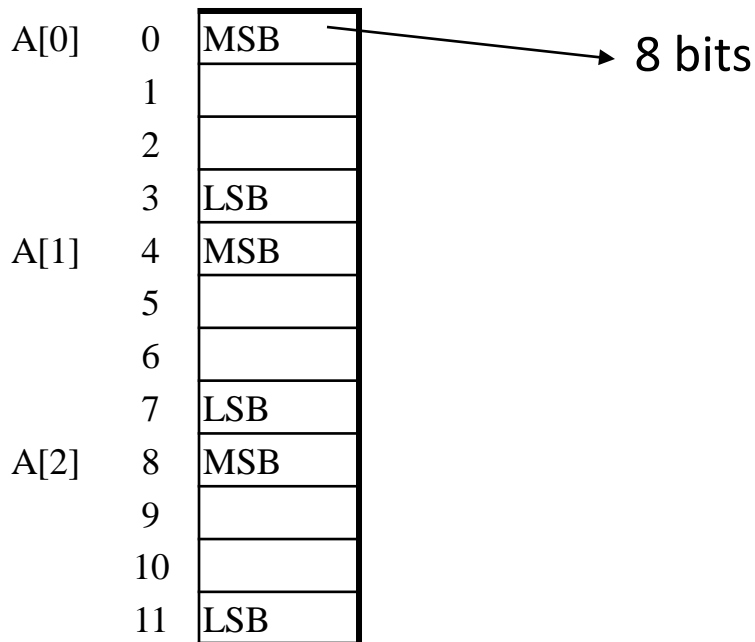 A[0] 0 MSB 8 bits
1
2
3 LSB
A[1] 4 MSB
5
6
7 LSB
A[2] 8 MSB
9
10
11 LSB